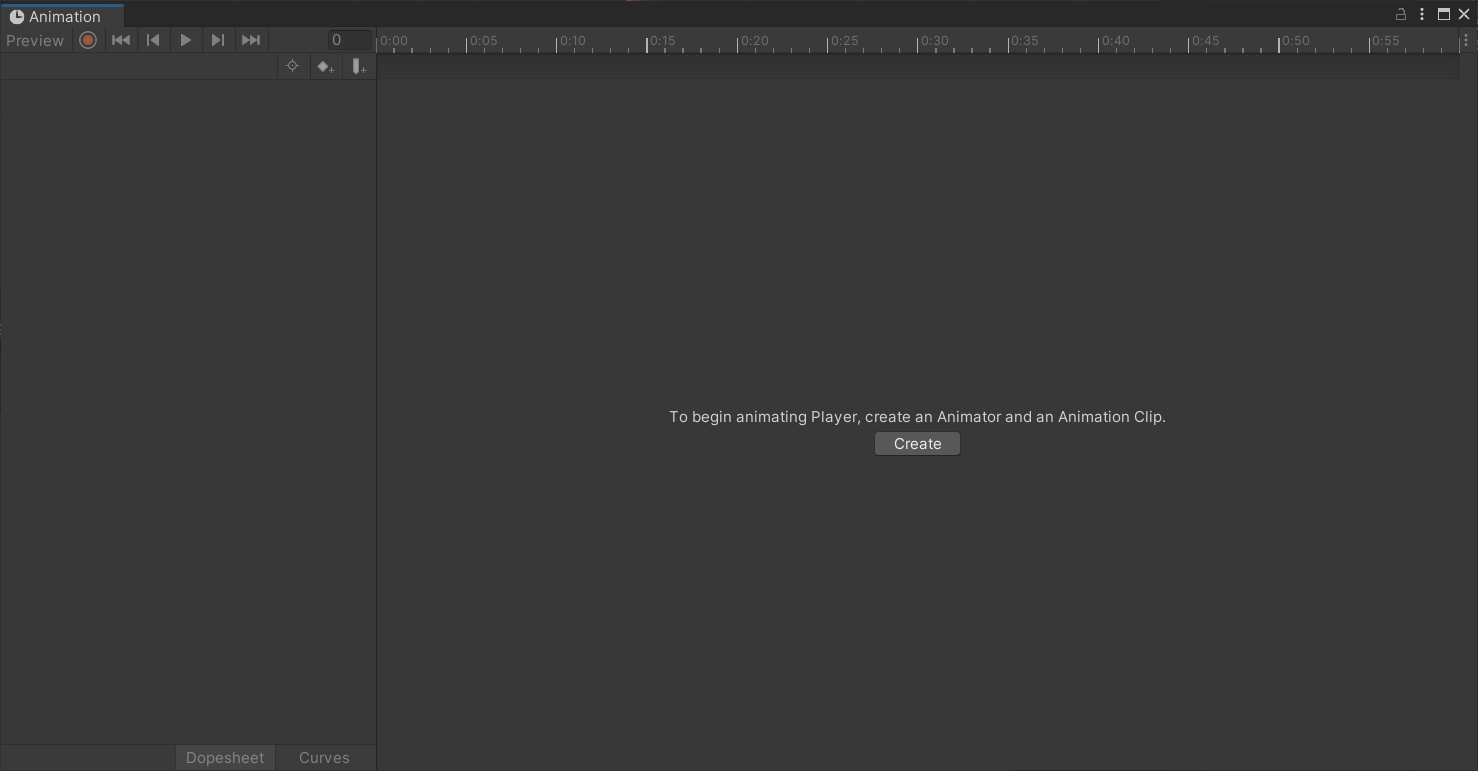 Animation
Preview
0
0:00 0:05 0:10 0:15 0:20 0:25 0:30 0:35 0:40 0:45 0:50 0:55
To begin animating Player, create an Animator and an Animation Clip.
Create
Dopesheet Curves